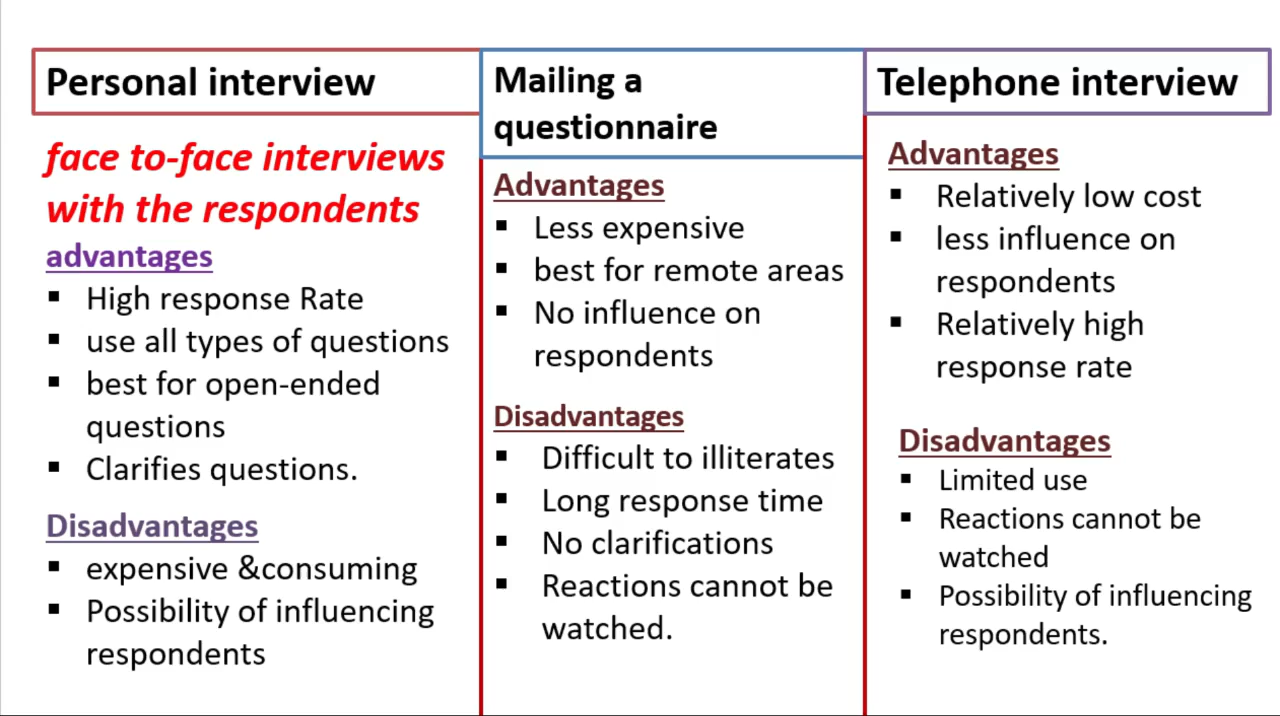 Personal interview
face to-face interviews
with the respondents
advantages
▪ High response Rate
▪ use all types of questions
▪ best for open-ended
questions
▪ Clarifies questions.
Disadvantages
▪ expensive &consuming
▪ Possibility of influencing
respondents
Mailing a
questionnaire
Advantages
▪ Less expensive
▪ best for remote areas
▪ No influence on
respondents
Disadvantages
▪ Difficult to illiterates
▪ Long response time
▪ No clarifications
▪ Reactions cannot be
watched.
Telephone interview
Advantages
▪ Relatively low cost
▪ less influence on
respondents
▪ Relatively high
response rate
Disadvantages
▪ Limited use
▪ Reactions cannot be
watched
▪ Possibility of influencing
respondents.